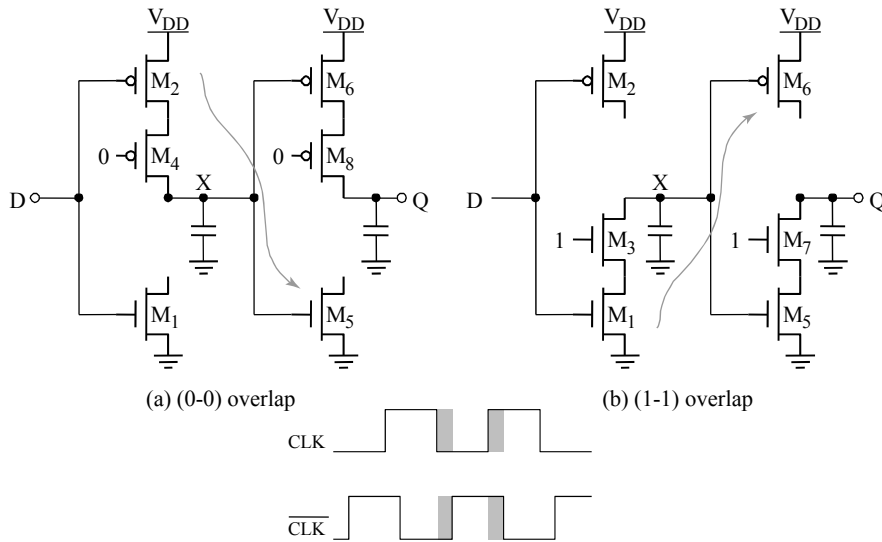 V_DD
V_DD
M_2
M_6
0
M_4
0
M_8
D
X
Q
M_1
M_5
(a) (0-0) overlap
V_DD
V_DD
M_2
M_6
D
X
Q
1
M_3
1
M_7
M_1
M_5
(b) (1-1) overlap
CLK
CLK